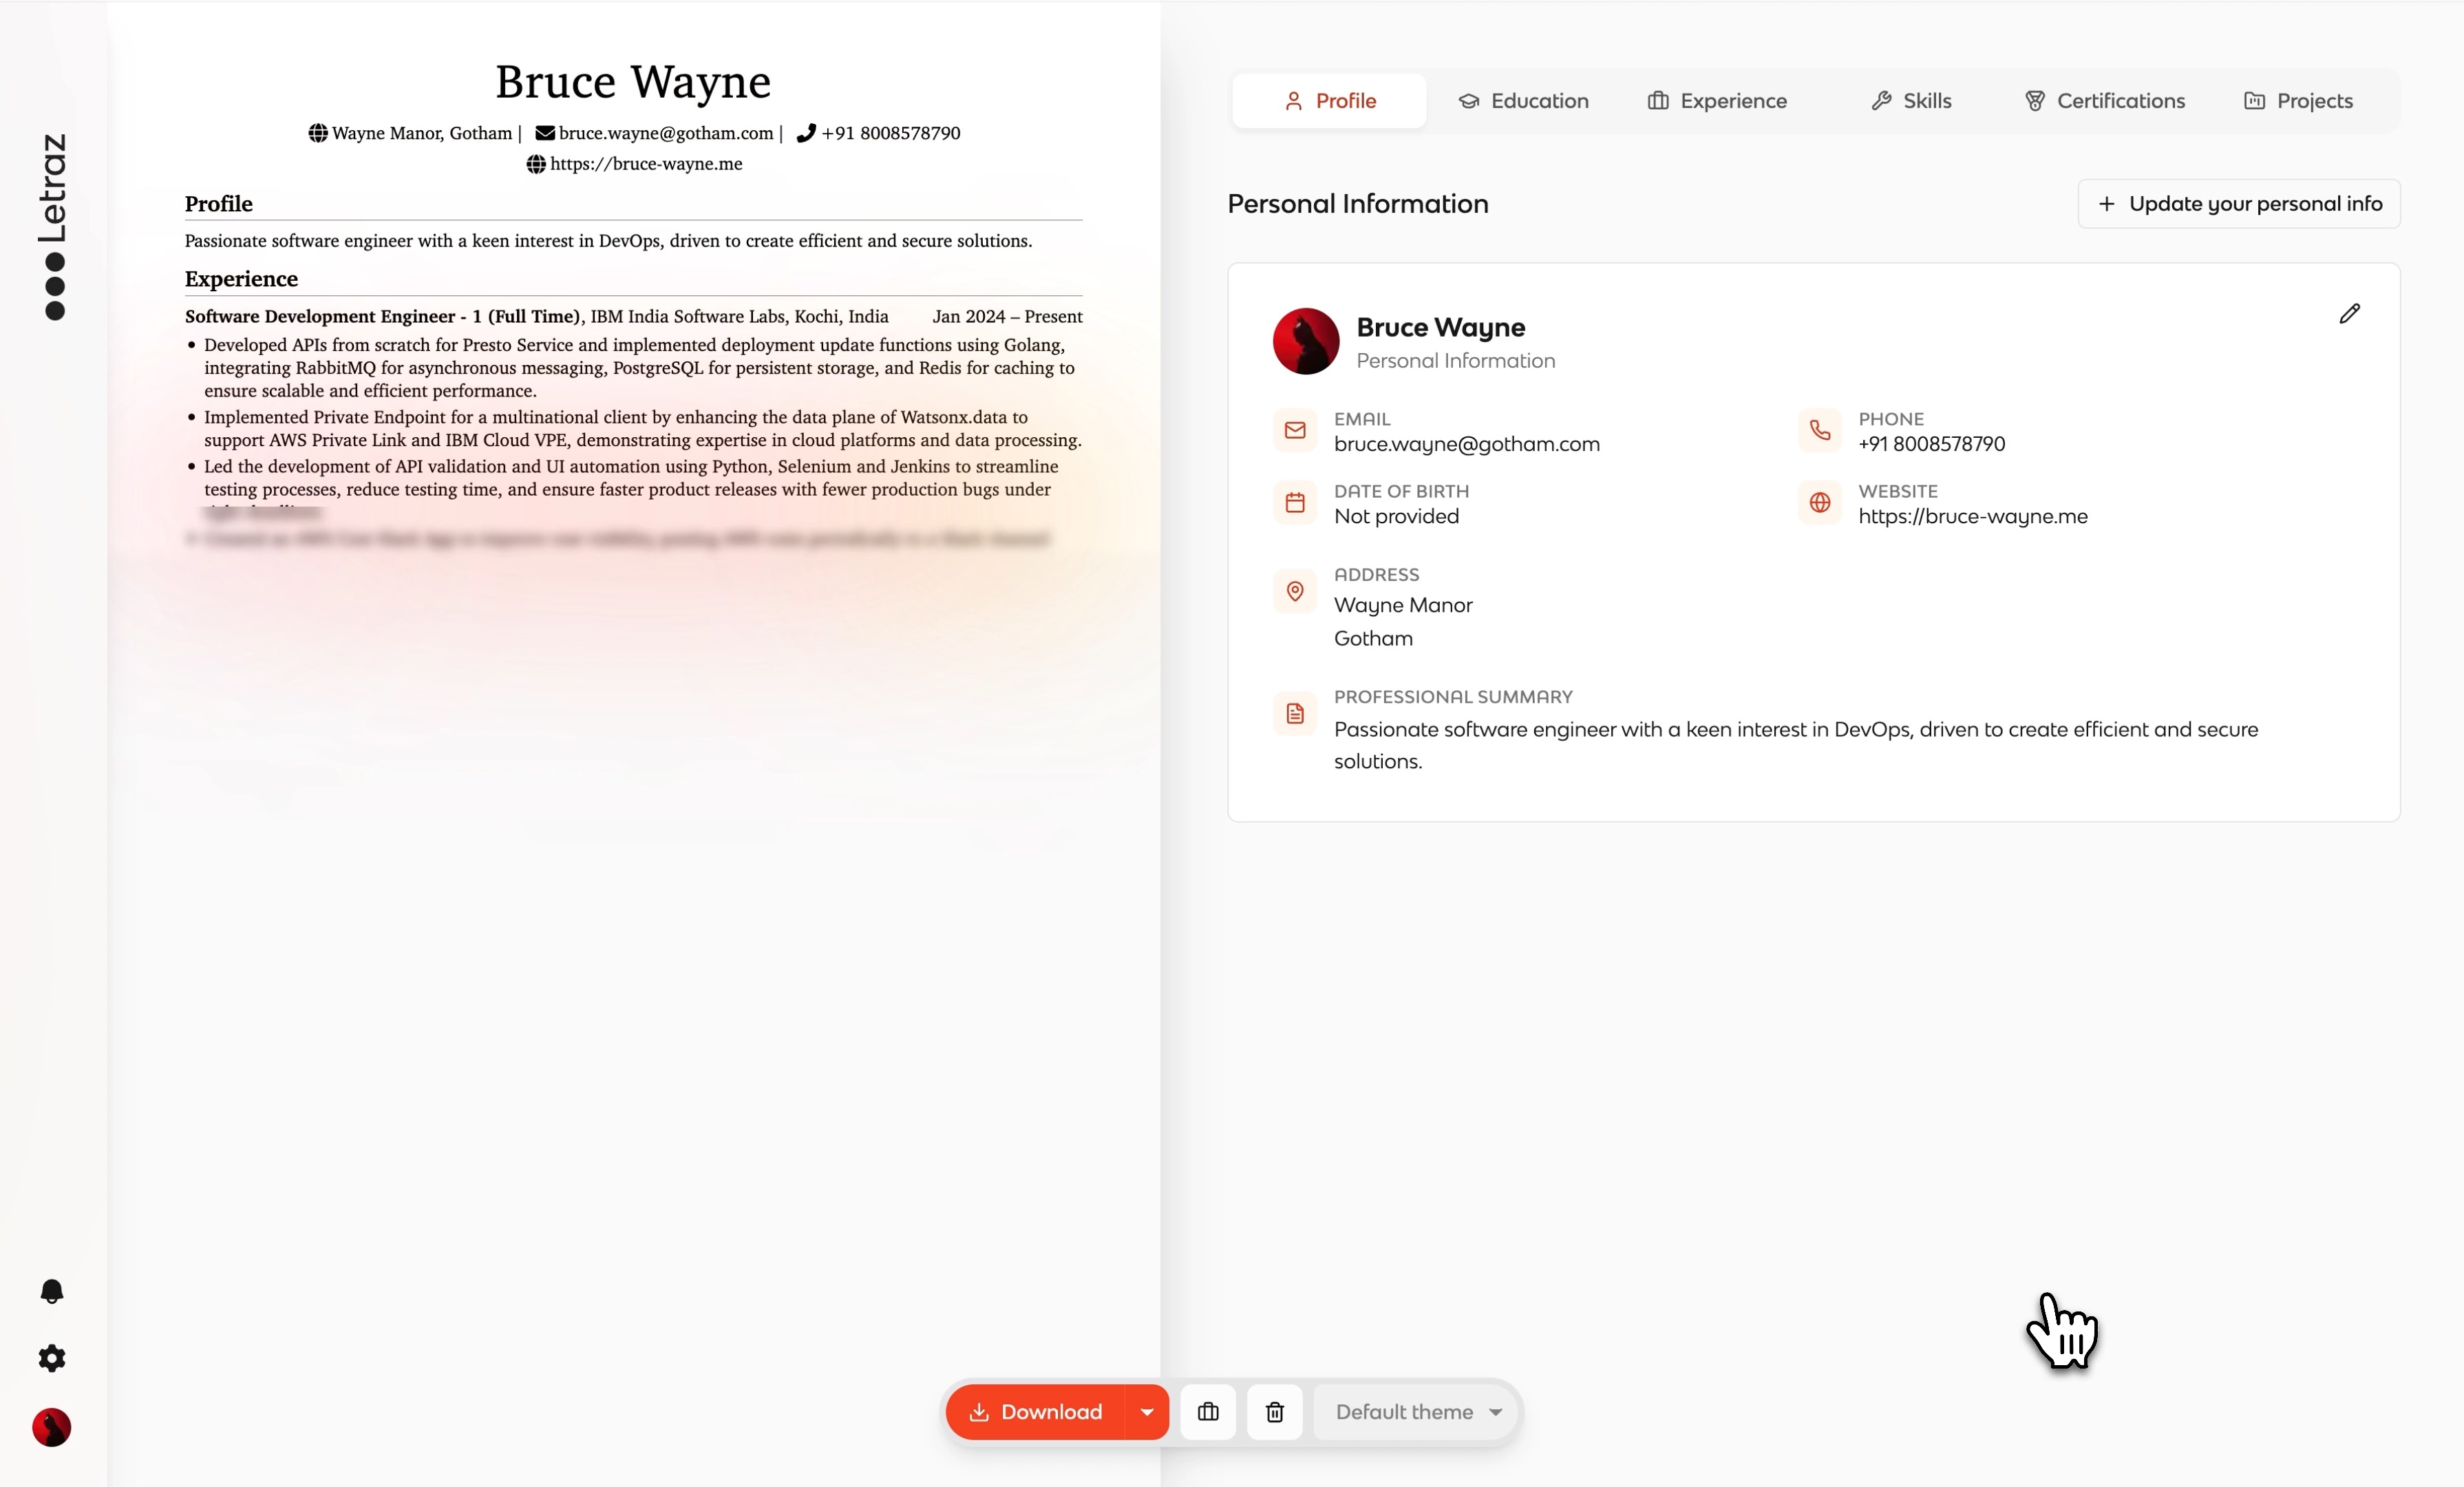 Letraz
Bruce Wayne
Wayne Manor, Gotham | bruce.wayne@gotham.com | +91 8008578790
https://bruce-wayne.me
Profile
Passionate software engineer with a keen interest in DevOps, driven to create efficient and secure solutions.
Experience
Software Development Engineer - 1 (Full Time), IBM India Software Labs, Kochi, India Jan 2024 – Present
• Developed APIs from scratch for Presto Service and implemented deployment update functions using Golang,
integrating RabbitMQ for asynchronous messaging, PostgreSQL for persistent storage, and Redis for caching to
ensure scalable and efficient performance.
• Implemented Private Endpoint for a multinational client by enhancing the data plane of Watsonx.data to
support AWS Private Link and IBM Cloud VPE, demonstrating expertise in cloud platforms and data processing.
• Led the development of API validation and UI automation using Python, Selenium and Jenkins to streamline
testing processes, reduce testing time, and ensure faster product releases with fewer production bugs under
Profile Education Experience Skills Certifications Projects
Personal Information
+ Update your personal info
Bruce Wayne
Personal Information
EMAIL
bruce.wayne@gotham.com
PHONE
+91 8008578790
DATE OF BIRTH
Not provided
WEBSITE
https://bruce-wayne.me
ADDRESS
Wayne Manor
Gotham
PROFESSIONAL SUMMARY
Passionate software engineer with a keen interest in DevOps, driven to create efficient and secure
solutions.
Download
Default theme